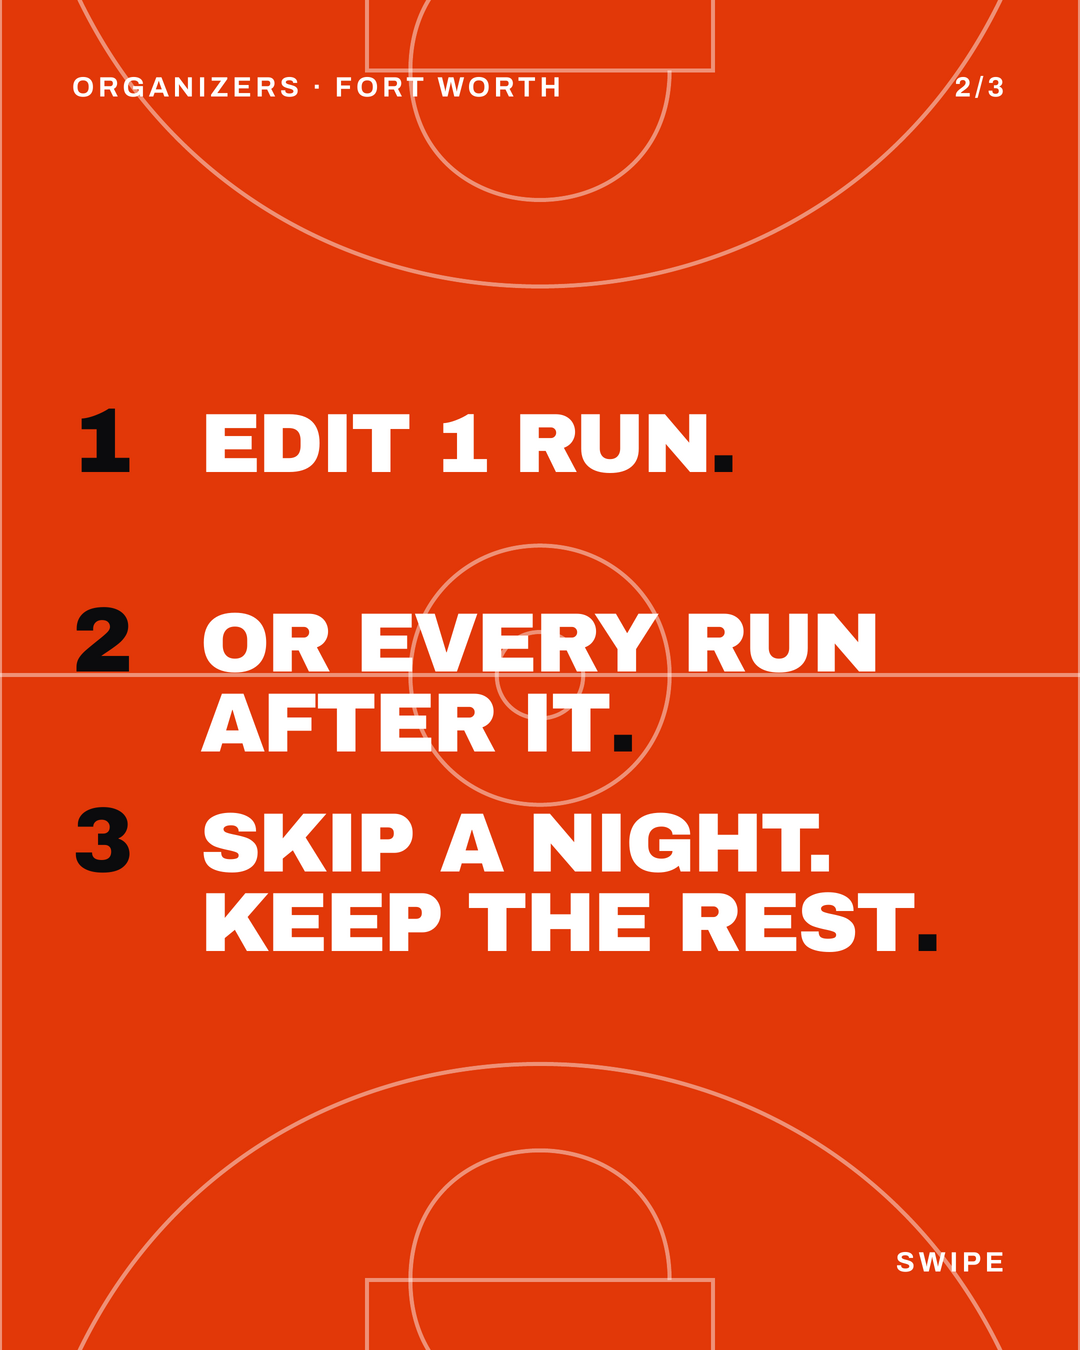 ORGANIZERS · FORT WORTH
2/3
1 EDIT 1 RUN.
2 OR EVERY RUN
AFTER IT.
3 SKIP A NIGHT.
KEEP THE REST.
SWIPE